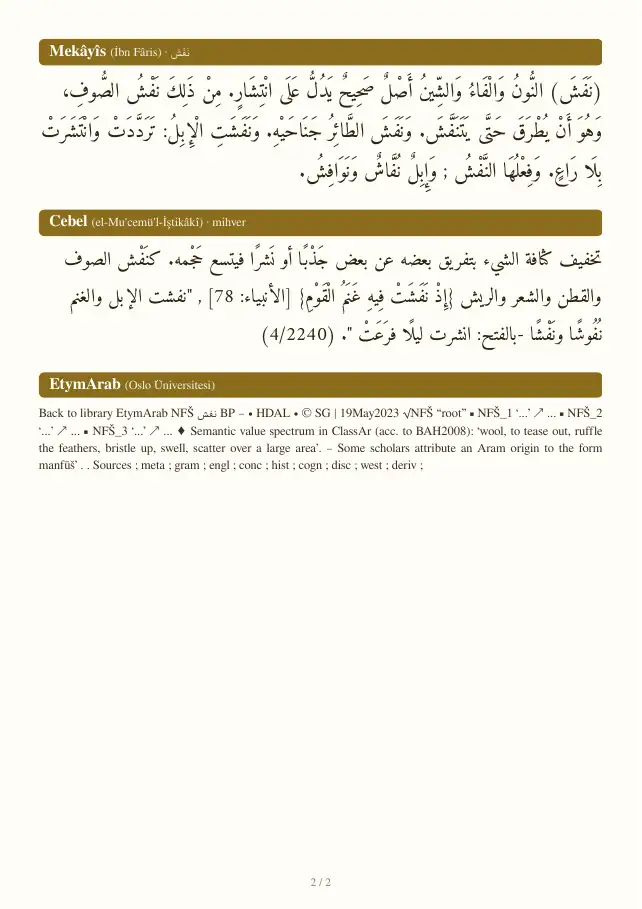 Mekâyîs (İbn Fâris) · نَفَشَ
(نَفَشَ) النُّونُ وَالْفَاءُ وَالشِّينُ أَصْلٌ صَحِيحٌ يَدُلُّ عَلَى انْتِشَارٍ. مِنْ ذَلِكَ نَفْشُ الصُّوفِ،
وَهُوَ أَنْ يُطْرَقَ حَتَّى يَتَنَفَّشَ. وَنَفَشَ الطَّائِرُ جَنَاحَيْهِ. وَنَفَشَتِ الْإِبِلُ: تَرَدَّدَتْ وَانْتَشَرَتْ
بِلَا رَاعٍ. وَفِعْلُهَا النَّفْشُ ; وَإِبِلٌ نُفَّاشٌ وَنَوَافِشُ.
Cebel (el-Mu'cemü'l-İştikâkî) · mihver
تخفيف كثافة الشيء بتفريق بعضه عن بعض جَذْبًا أو نَشرًا فيتسع حَجْمه. كنَفْش الصوف
والقطن والشعر والريش {إِذْ نَفَشَتْ فِيهِ غَنَمُ الْقَوْمِ} [الأنبياء: 78] , "نفشت الإبل والغنم
نُفُوشًا ونَفْشًا -بالفتح: انشرت ليلًا فرَعَتْ ". (4/2240)
EtymArab (Oslo Üniversitesi)
Back to library EtymArab NFŠ نفش BP – • HDAL • © SG | 19May2023 √NFŠ “root” ▪ NFŠ_1 ‘...’ ↗ ... ▪ NFŠ_2
‘...’ ↗ ... ▪ NFŠ_3 ‘...’ ↗ ... ♦ Semantic value spectrum in ClassAr (acc. to BAH2008): ‘wool, to tease out, ruffle
the feathers, bristle up, swell, scatter over a large area’. – Some scholars attribute an Aram origin to the form
manfūš’ . . Sources ; meta ; gram ; engl ; conc ; hist ; cogn ; disc ; west ; deriv ;
2 / 2